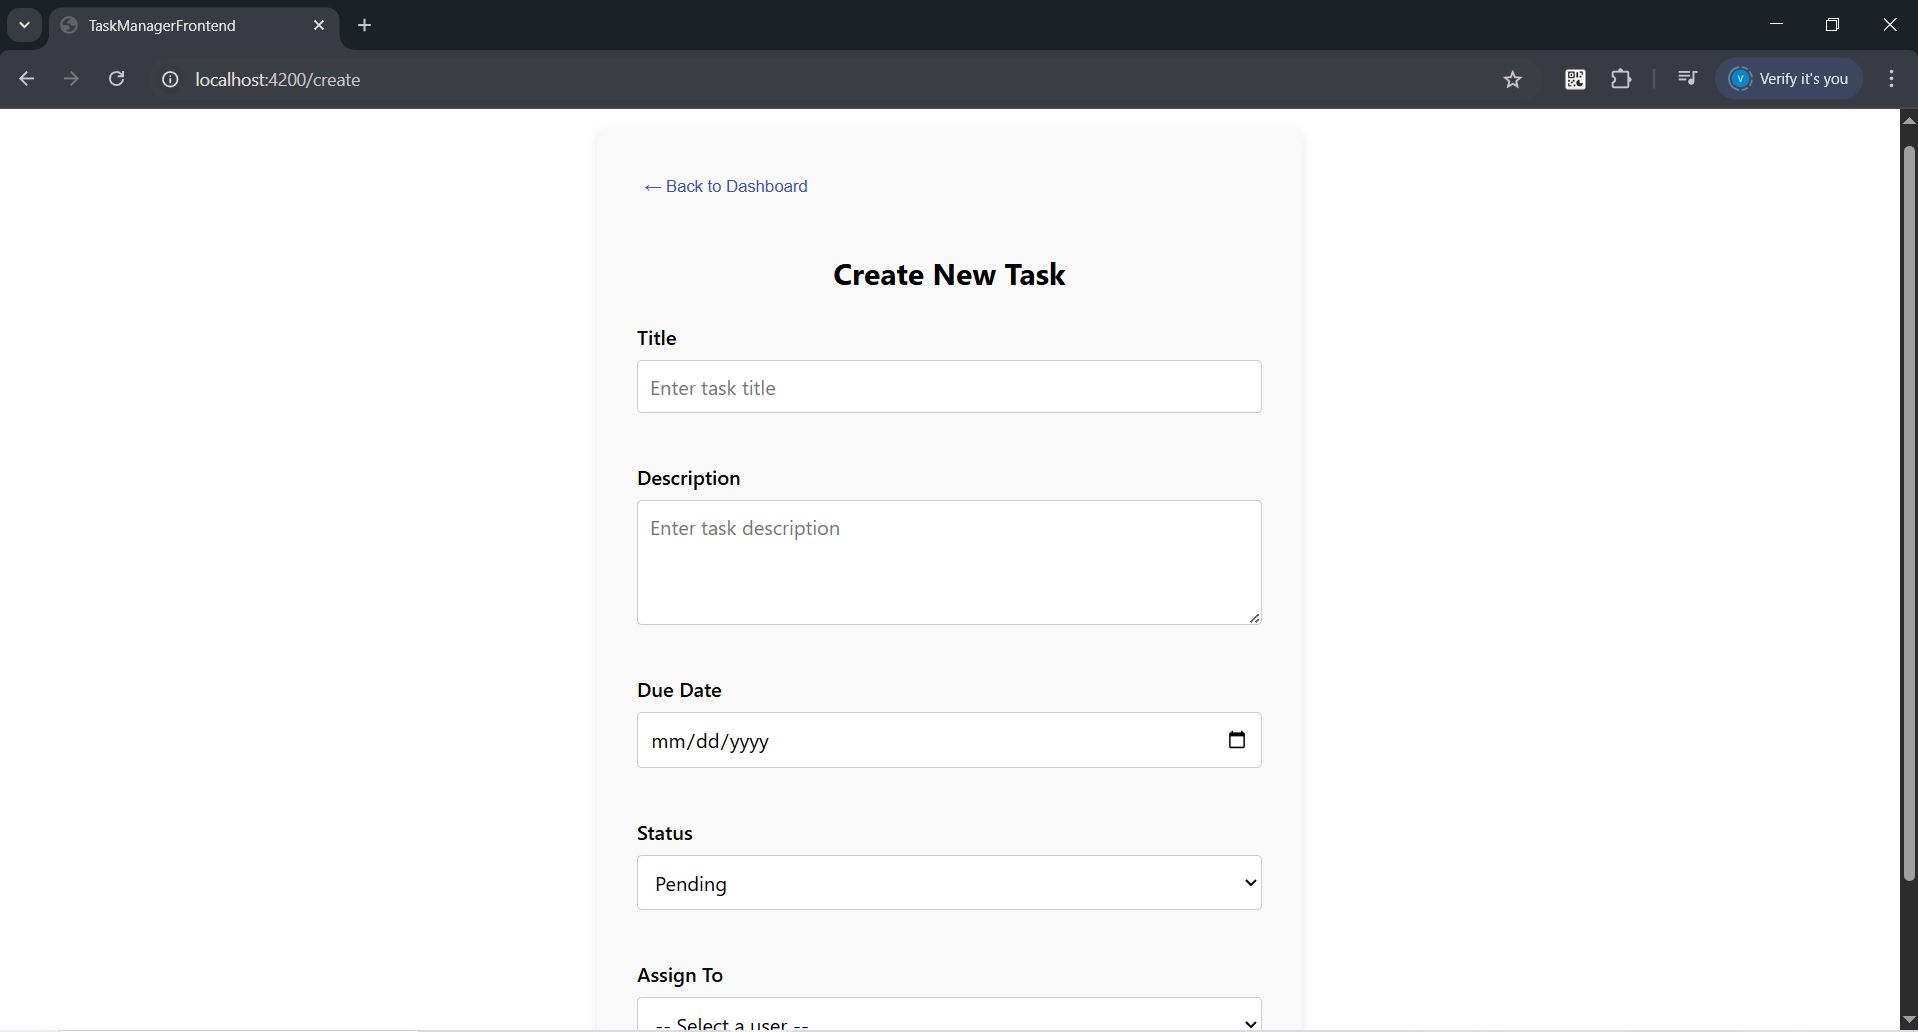 TaskManagerFrontend
localhost:4200/create
V
Verify it's you
← Back to Dashboard
Create New Task
Title
Enter task title
Description
Enter task description
Due Date
mm/dd/yyyy
Status
Pending
Assign To
-- Select a user --